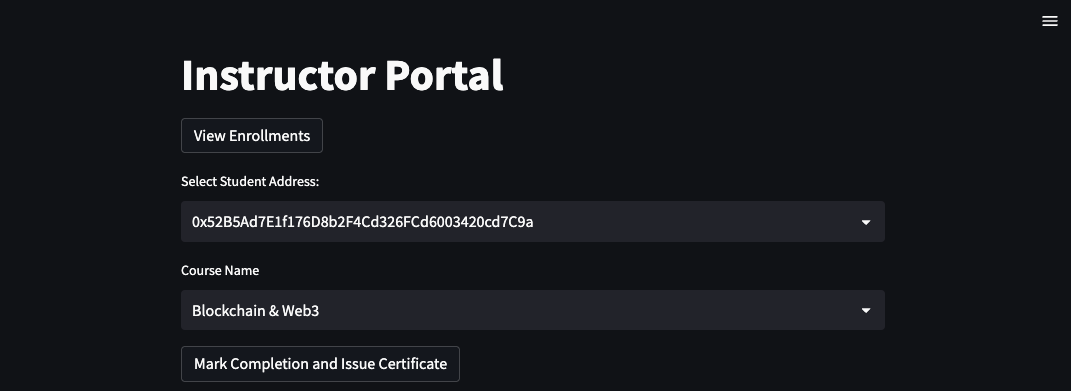 Instructor Portal
View Enrollments
Select Student Address:
0x52B5Ad7E1f176D8b2F4Cd326FCd6003420cd7C9a
Course Name
Blockchain & Web3
Mark Completion and Issue Certificate